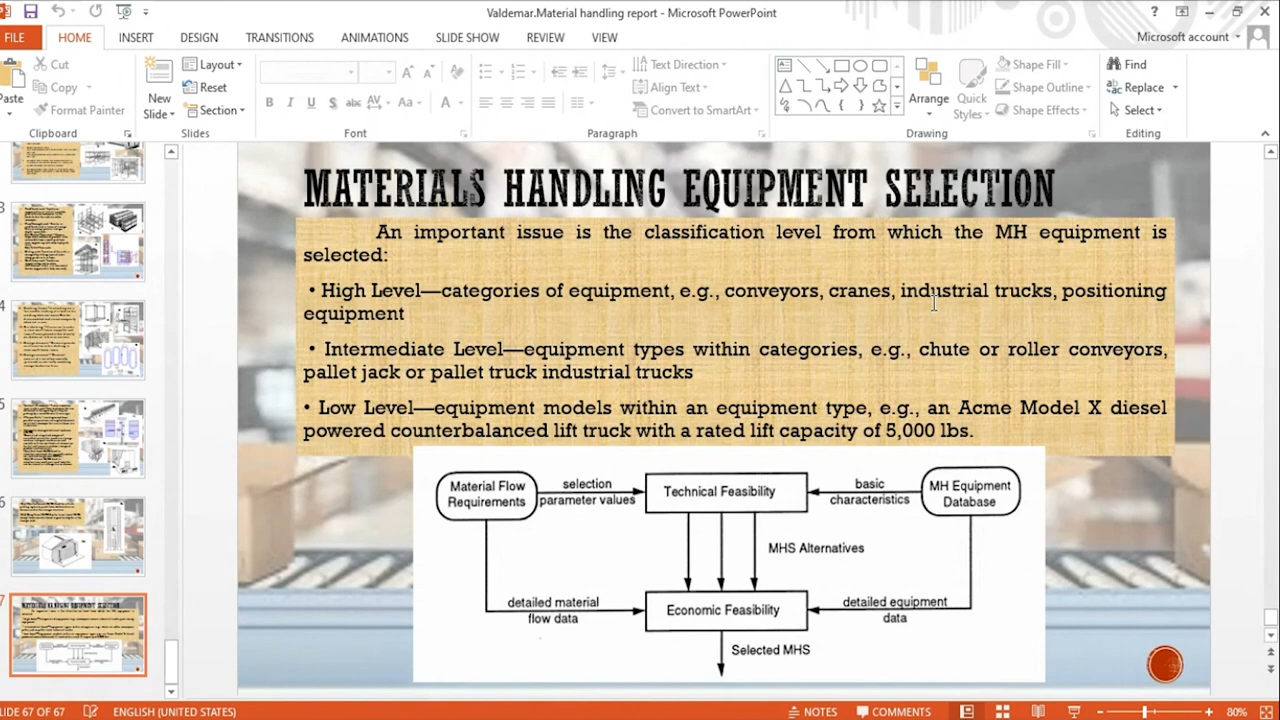 Valdemar.Material handling report - Microsoft PowerPoint
FILE HOME INSERT DESIGN TRANSITIONS ANIMATIONS SLIDE SHOW REVIEW VIEW Microsoft account
Cut
Copy
Format Painter
Paste
Clipboard
New
Slide
Layout
Reset
Section
Slides
Font
Text Direction
Align Text
Convert to SmartArt
Paragraph
Arrange
Quick
Styles
Shape Fill
Shape Outline
Shape Effects
Drawing
Find
Replace
Select
Editing
MATERIALS HANDLING EQUIPMENT SELECTION
An important issue is the classification level from which the MH equipment is
selected:
• High Level—categories of equipment, e.g., conveyors, cranes, industrial trucks, positioning
equipment
• Intermediate Level—equipment types within categories, e.g., chute or roller conveyors,
pallet jack or pallet truck industrial trucks
• Low Level—equipment models within an equipment type, e.g., an Acme Model X diesel
powered counterbalanced lift truck with a rated lift capacity of 5,000 lbs.
Material Flow
Requirements
selection
parameter values
Technical Feasibility
basic
characteristics
MH Equipment
Database
MHS Alternatives
detailed material
flow data
Economic Feasibility
detailed equipment
data
Selected MHS
3
4
5
6
7
LIDE 67 OF 67 ENGLISH (UNITED STATES) NOTES COMMENTS 80%